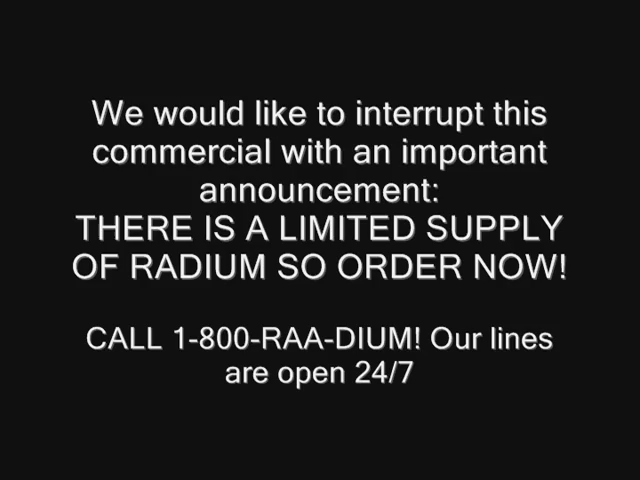 We would like to interrupt this
commercial with an important
announcement:
THERE IS A LIMITED SUPPLY
OF RADIUM SO ORDER NOW!
CALL 1-800-RAA-DIUM! Our lines
are open 24/7